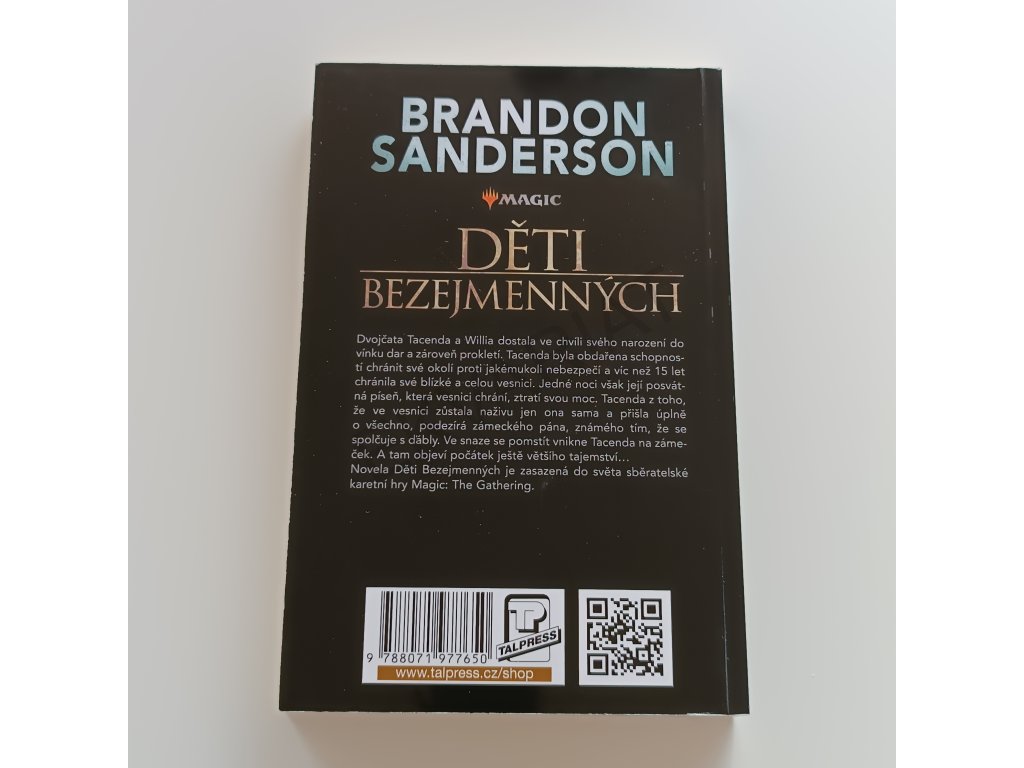 BRANDON
SANDERSON
MAGIC
DĚTI
BEZEJMENNÝCH
Dvojčata Tacenda a Willia dostala ve chvíli svého narození do
vínku dar a zároveň prokletí. Tacenda byla obdařena schopnos-
tí chránit své okolí proti jakémukoli nebezpečí a víc než 15 let
chránila své blízké a celou vesnici. Jedné noci však její posvát-
ná píseň, která vesnici chrání, ztratí svou moc. Tacenda z toho,
že ve vesnici zůstala naživu jen ona sama a přišla úplně
o všechno, podezírá zámeckého pána, známého tím, že se
spolčuje s ďábly. Ve snaze se pomstít vnikne Tacenda na záme-
ček. A tam objeví počátek ještě většího tajemství...
Novela Děti Bezejmenných je zasazená do světa sběratelské
karetní hry Magic: The Gathering.
TP
TALPRESS
9 788071 977650
www.talpress.cz/shop